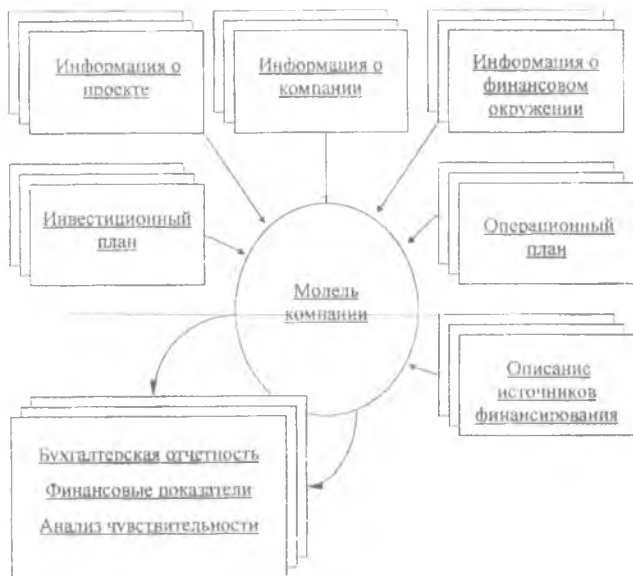 Информация о
проекте
Информация о
компании
Информация о
финансовом
окружении
Инвестиционный
план
Операционный
план
Модель
компании
Описание
источников
финансирования
Бухгалтерская отчетность
Финансовые показатели
Анализ чувствительности